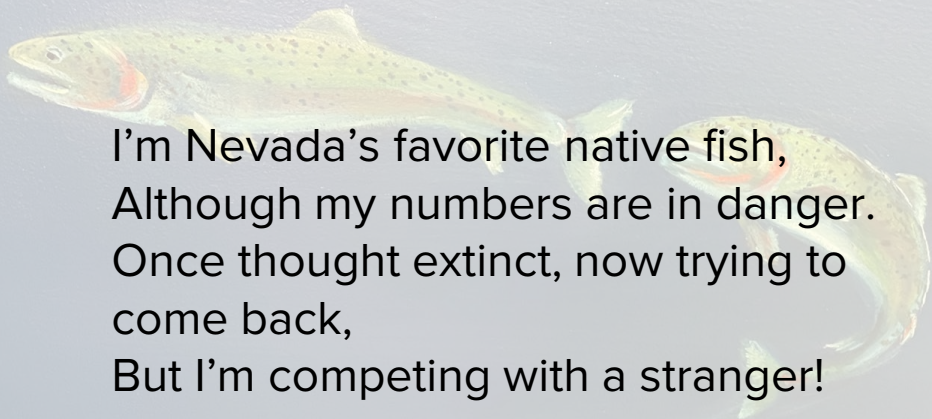 I’m Nevada’s favorite native fish,
Although my numbers are in danger.
Once thought extinct, now trying to
come back,
But I’m competing with a stranger!